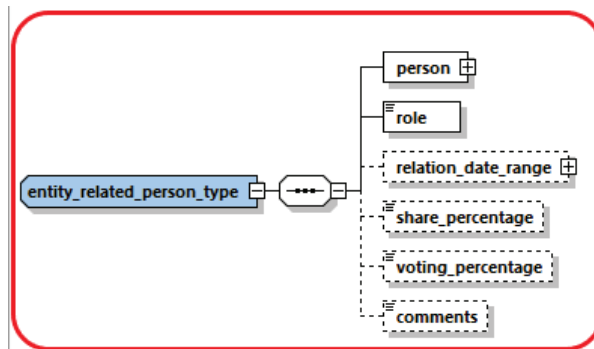 person
role
relation_date_range
entity_related_person_type
share_percentage
voting_percentage
comments